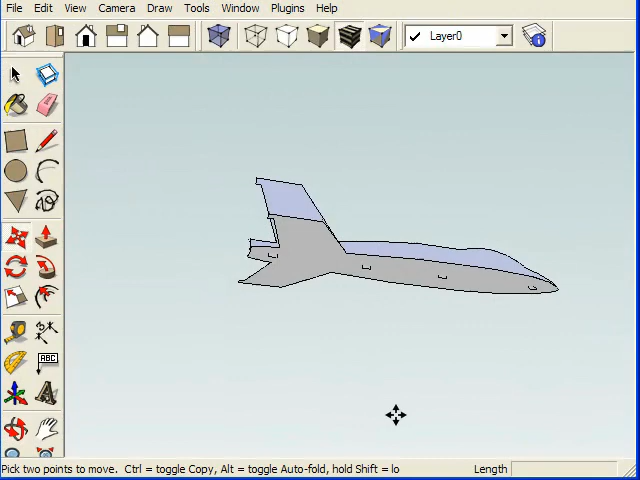 File Edit View Camera Draw Tools Window Plugins Help
Layer0
ABC
Pick two points to move. Ctrl = toggle Copy, Alt = toggle Auto-fold, hold Shift = lo Length